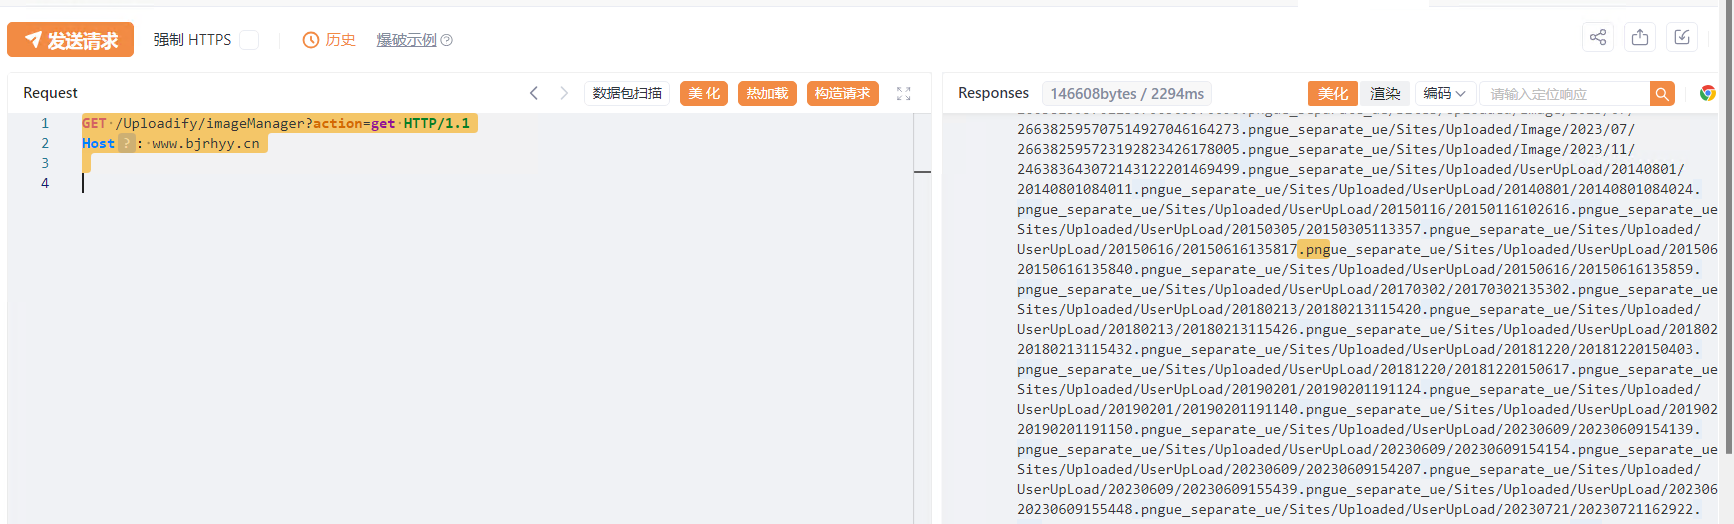 发送请求 强制 HTTPS 历史 爆破示例
Request 数据包扫描 美化 热加载 构造请求
1 GET /Uploadify/imageManager?action=get HTTP/1.1
2 Host ? : www.bjrhyy.cn
3
4
Responses 146608bytes / 2294ms 美化 渲染 编码 请输入定位响应
266382595707514927046164273.pngue_separate_ue/Sites/Uploaded/Image/2023/07/
266382595723192823426178005.pngue_separate_ue/Sites/Uploaded/Image/2023/11/
246383643072143122201469499.pngue_separate_ue/Sites/Uploaded/UserUpLoad/20140801/
20140801084011.pngue_separate_ue/Sites/Uploaded/UserUpLoad/20140801/20140801084024.
pngue_separate_ue/Sites/Uploaded/UserUpLoad/20150116/20150116102616.pngue_separate_ue
Sites/Uploaded/UserUpLoad/20150305/20150305113357.pngue_separate_ue/Sites/Uploaded/
UserUpLoad/20150616/20150616135817.pngue_separate_ue/Sites/Uploaded/UserUpLoad/201506
20150616135840.pngue_separate_ue/Sites/Uploaded/UserUpLoad/20150616/20150616135859.
pngue_separate_ue/Sites/Uploaded/UserUpLoad/20170302/20170302135302.pngue_separate_ue
Sites/Uploaded/UserUpLoad/20180213/20180213115420.pngue_separate_ue/Sites/Uploaded/
UserUpLoad/20180213/20180213115426.pngue_separate_ue/Sites/Uploaded/UserUpLoad/201802
20180213115432.pngue_separate_ue/Sites/Uploaded/UserUpLoad/20181220/20181220150403.
pngue_separate_ue/Sites/Uploaded/UserUpLoad/20181220/20181220150617.pngue_separate_ue
Sites/Uploaded/UserUpLoad/20190201/20190201191124.pngue_separate_ue/Sites/Uploaded/
UserUpLoad/20190201/20190201191140.pngue_separate_ue/Sites/Uploaded/UserUpLoad/201902
20190201191150.pngue_separate_ue/Sites/Uploaded/UserUpLoad/20230609/20230609154139.
pngue_separate_ue/Sites/Uploaded/UserUpLoad/20230609/20230609154154.pngue_separate_ue
Sites/Uploaded/UserUpLoad/20230609/20230609154207.pngue_separate_ue/Sites/Uploaded/
UserUpLoad/20230609/20230609155439.pngue_separate_ue/Sites/Uploaded/UserUpLoad/202306
20230609155448.pngue_separate_ue/Sites/Uploaded/UserUpLoad/20230721/20230721162922.